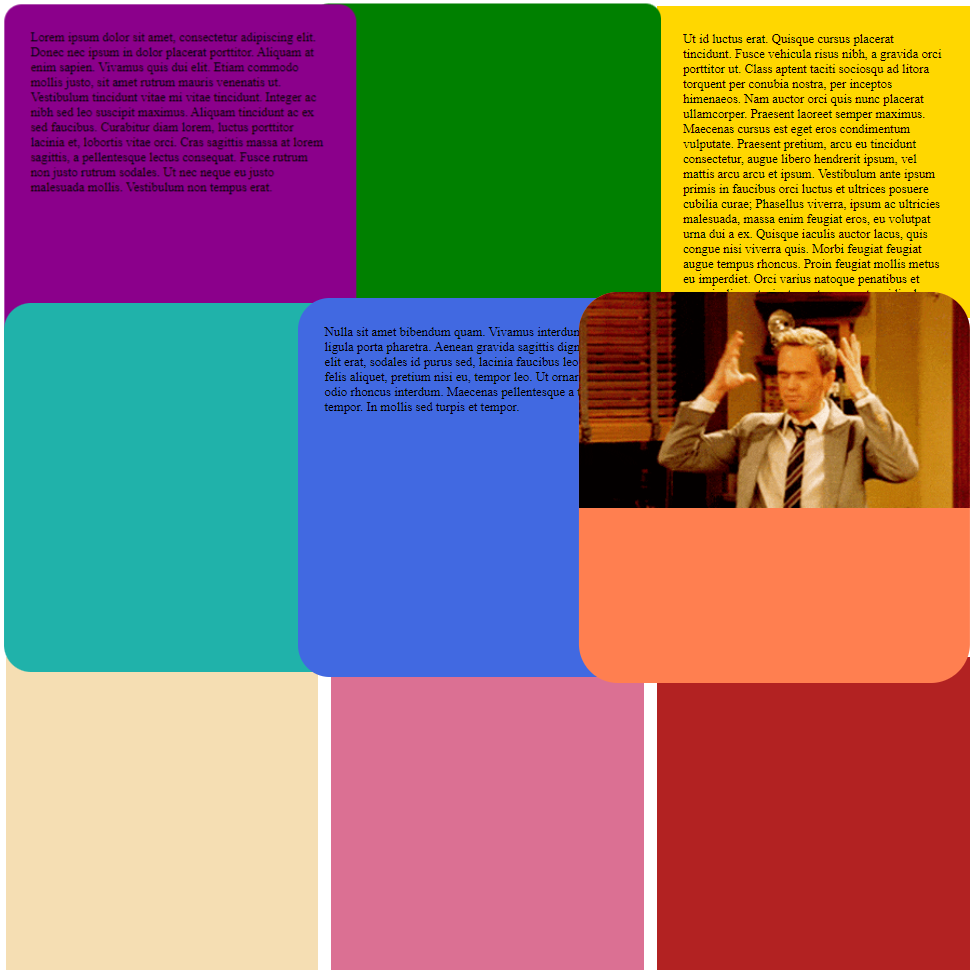 Lorem ipsum dolor sit amet, consectetur adipiscing elit.
Donec nec ipsum in dolor placerat porttitor. Aliquam at
enim sapien. Vivamus quis dui elit. Etiam commodo
mollis justo, sit amet rutrum mauris venenatis ut.
Vestibulum tincidunt vitae mi vitae tincidunt. Integer ac
nibh sed leo suscipit maximus. Aliquam tincidunt ac ex
sed faucibus. Curabitur diam lorem, luctus porttitor
lacinia et, lobortis vitae orci. Cras sagittis massa at lorem
sagittis, a pellentesque lectus consequat. Fusce rutrum
non justo rutrum sodales. Ut nec neque eu justo
malesuada mollis. Vestibulum non tempus erat.
Ut id luctus erat. Quisque cursus placerat
tincidunt. Fusce vehicula risus nibh, a gravida orci
porttitor ut. Class aptent taciti sociosqu ad litora
torquent per conubia nostra, per inceptos
himenaeos. Nam auctor orci quis nunc placerat
ullamcorper. Praesent laoreet semper maximus.
Maecenas cursus est eget eros condimentum
vulputate. Praesent pretium, arcu eu tincidunt
consectetur, augue libero hendrerit ipsum, vel
mattis arcu arcu et ipsum. Vestibulum ante ipsum
primis in faucibus orci luctus et ultrices posuere
cubilia curae; Phasellus viverra, ipsum ac ultricies
malesuada, massa enim feugiat eros, eu volutpat
urna dui a ex. Quisque iaculis auctor lacus, quis
congue nisi viverra quis. Morbi feugiat feugiat
augue tempus rhoncus. Proin feugiat mollis metus
eu imperdiet. Orci varius natoque penatibus et
Nulla sit amet bibendum quam. Vivamus interdum
ligula porta pharetra. Aenean gravida sagittis
elit erat, sodales id purus sed, lacinia faucibus leo
felis aliquet, pretium nisi eu, tempor leo. Ut
odio rhoncus interdum. Maecenas pellentesque a
tempor. In mollis sed turpis et tempor.